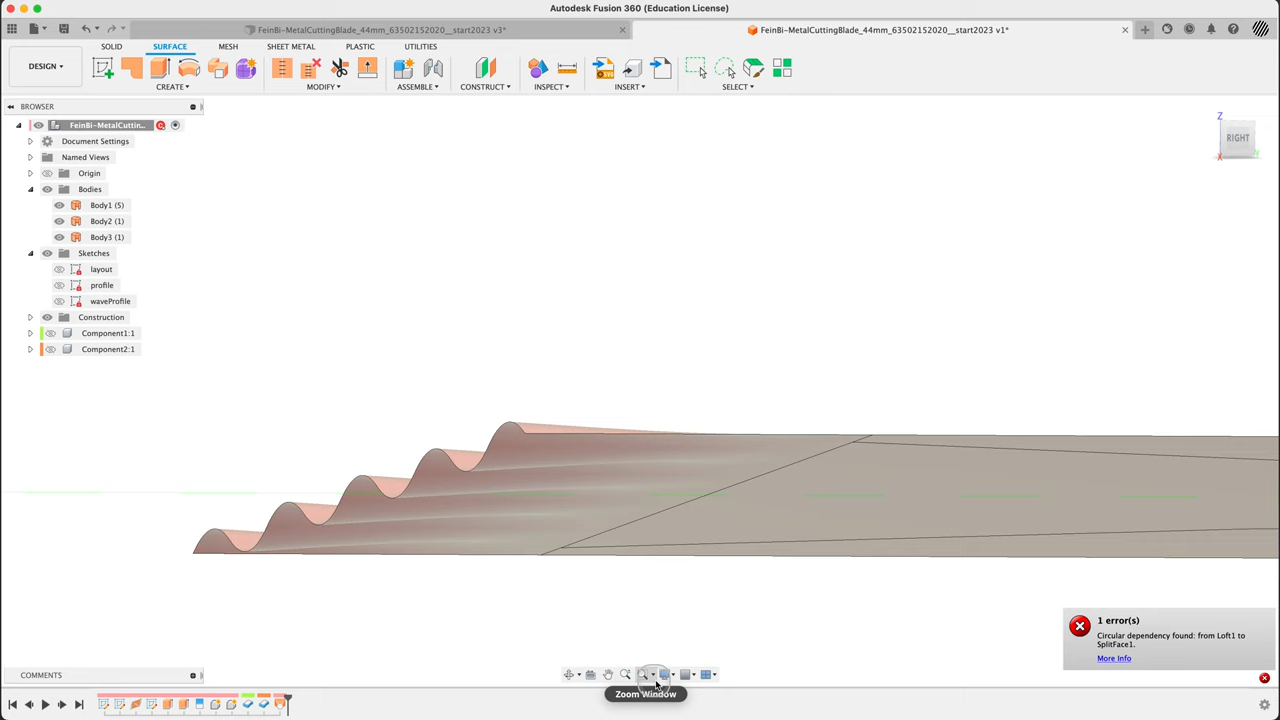 Autodesk Fusion 360 (Education License)
FeinBi-MetalCuttingBlade_44mm_63502152020__start2023 v3*
FeinBi-MetalCuttingBlade_44mm_63502152020__start2023 v1*
SOLID
SURFACE
MESH
SHEET METAL
PLASTIC
UTILITIES
DESIGN
CREATE
MODIFY
ASSEMBLE
CONSTRUCT
INSPECT
INSERT
SELECT
BROWSER
FeinBi-MetalCuttin...
Document Settings
Named Views
Origin
Bodies
Body1 (5)
Body2 (1)
Body3 (1)
Sketches
layout
profile
waveProfile
Construction
Component1:1
Component2:1
Z
RIGHT
X
Y
1 error(s)
Circular dependency found: from Loft1 to
SplitFace1.
More Info
COMMENTS
Zoom Window